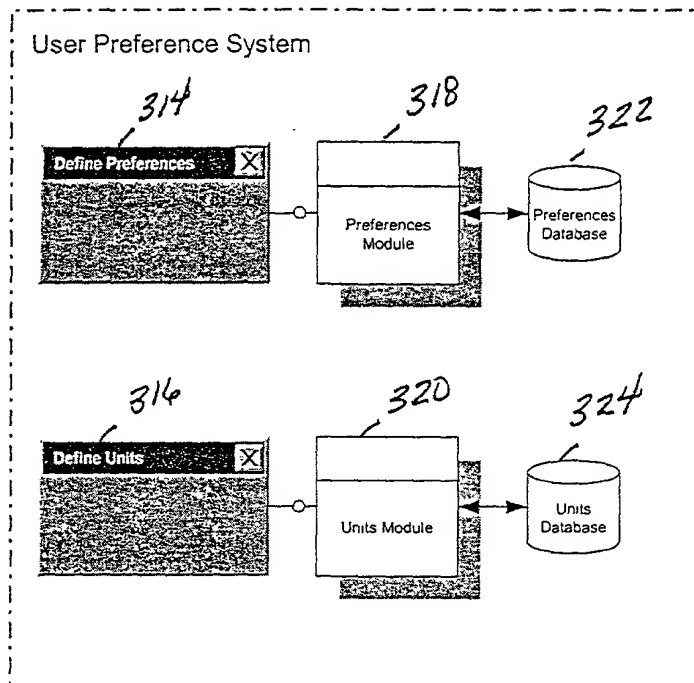 User Preference System
314
318
322
Define Preferences X
Preferences
Module
Preferences
Database
316
320
324
Define Units X
Units Module
Units
Database